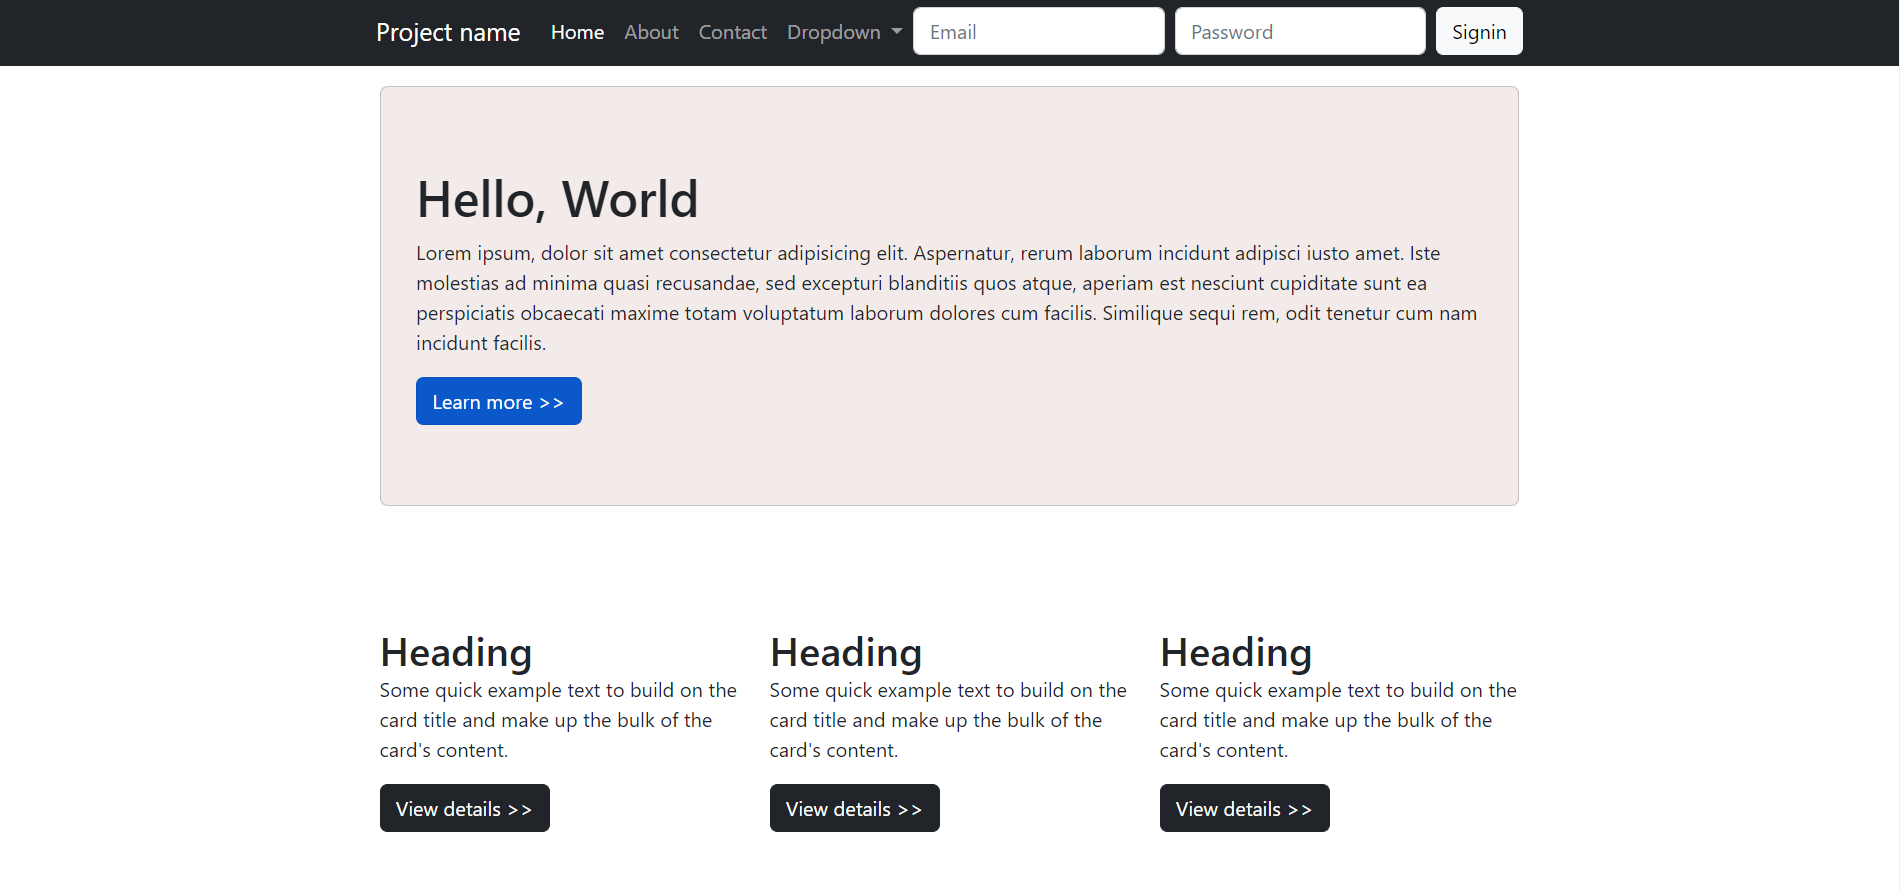 Project name Home About Contact Dropdown Email Password Signin
Hello, World
Lorem ipsum, dolor sit amet consectetur adipisicing elit. Aspernatur, rerum laborum incidunt adipisci iusto amet. Iste
molestias ad minima quasi recusandae, sed excepturi blanditiis quos atque, aperiam est nesciunt cupiditate sunt ea
perspiciatis obcaecati maxime totam voluptatum laborum dolores cum facilis. Similique sequi rem, odit tenetur cum nam
incidunt facilis.
Learn more >>
Heading
Some quick example text to build on the
card title and make up the bulk of the
card's content.
View details >>
Heading
Some quick example text to build on the
card title and make up the bulk of the
card's content.
View details >>
Heading
Some quick example text to build on the
card title and make up the bulk of the
card's content.
View details >>